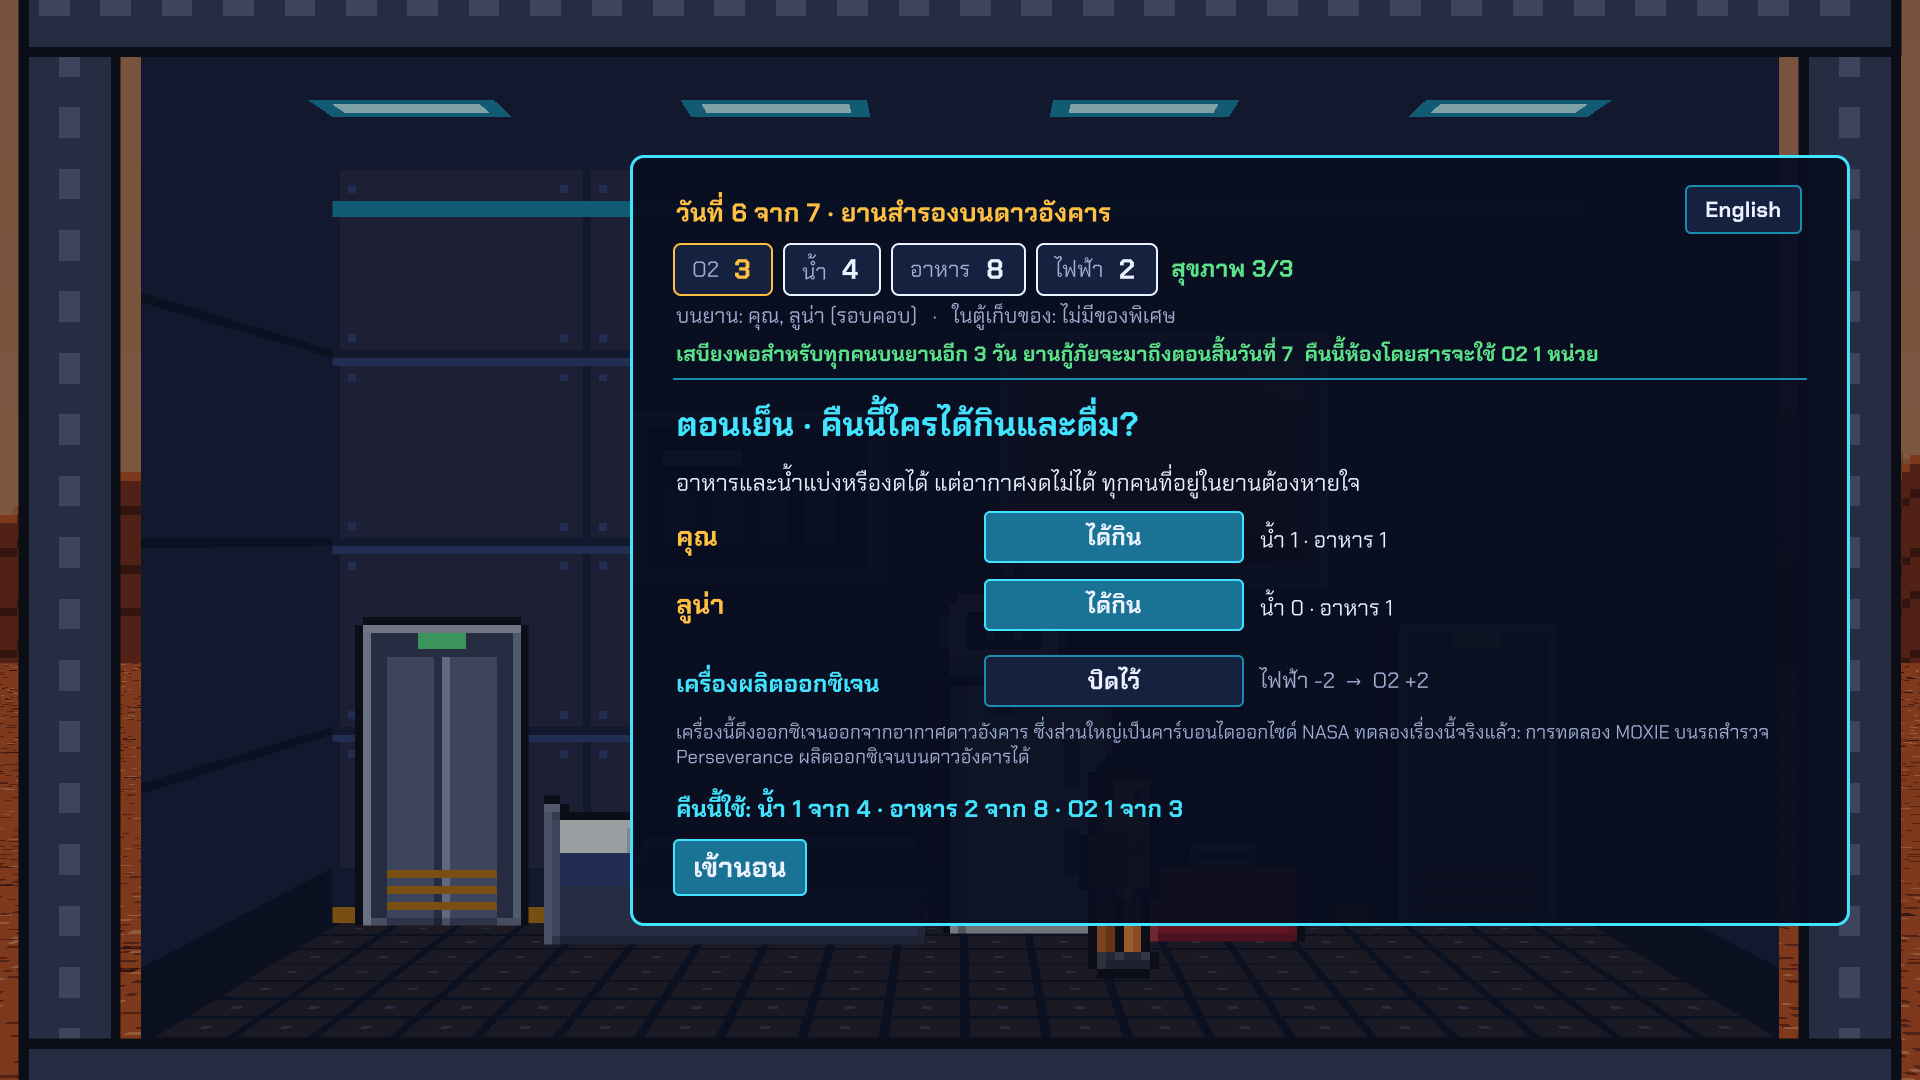 วันที่ 6 จาก 7 · ยานสำรองบนดาวอังคาร
English
O2 3 น้ำ 4 อาหาร 8 ไฟฟ้า 2 สุขภาพ 3/3
บนยาน: คุณ, ลูน่า (รอบคอบ) · ในตู้เก็บของ: ไม่มีของพิเศษ
เสบียงพอสำหรับทุกคนบนยานอีก 3 วัน ยานกู้ภัยจะมาถึงตอนสิ้นวันที่ 7 คืนนี้ห้องโดยสารจะใช้ O2 1 หน่วย
ตอนเย็น · คืนนี้ใครได้กินและดื่ม?
อาหารและน้ำแบ่งหรืองดได้ แต่อากาศงดไม่ได้ ทุกคนที่อยู่ในยานต้องหายใจ
คุณ ได้กิน น้ำ 1 · อาหาร 1
ลูน่า ได้กิน น้ำ 0 · อาหาร 1
เครื่องผลิตออกซิเจน ปิดไว้ ไฟฟ้า -2 → O2 +2
เครื่องนี้ดึงออกซิเจนออกจากอากาศดาวอังคาร ซึ่งส่วนใหญ่เป็นคาร์บอนไดออกไซด์ NASA ทดลองเรื่องนี้จริงแล้ว: การทดลอง MOXIE บนรถสำรวจ
Perseverance ผลิตออกซิเจนบนดาวอังคารได้
คืนนี้ใช้: น้ำ 1 จาก 4 · อาหาร 2 จาก 8 · O2 1 จาก 3
เข้านอน